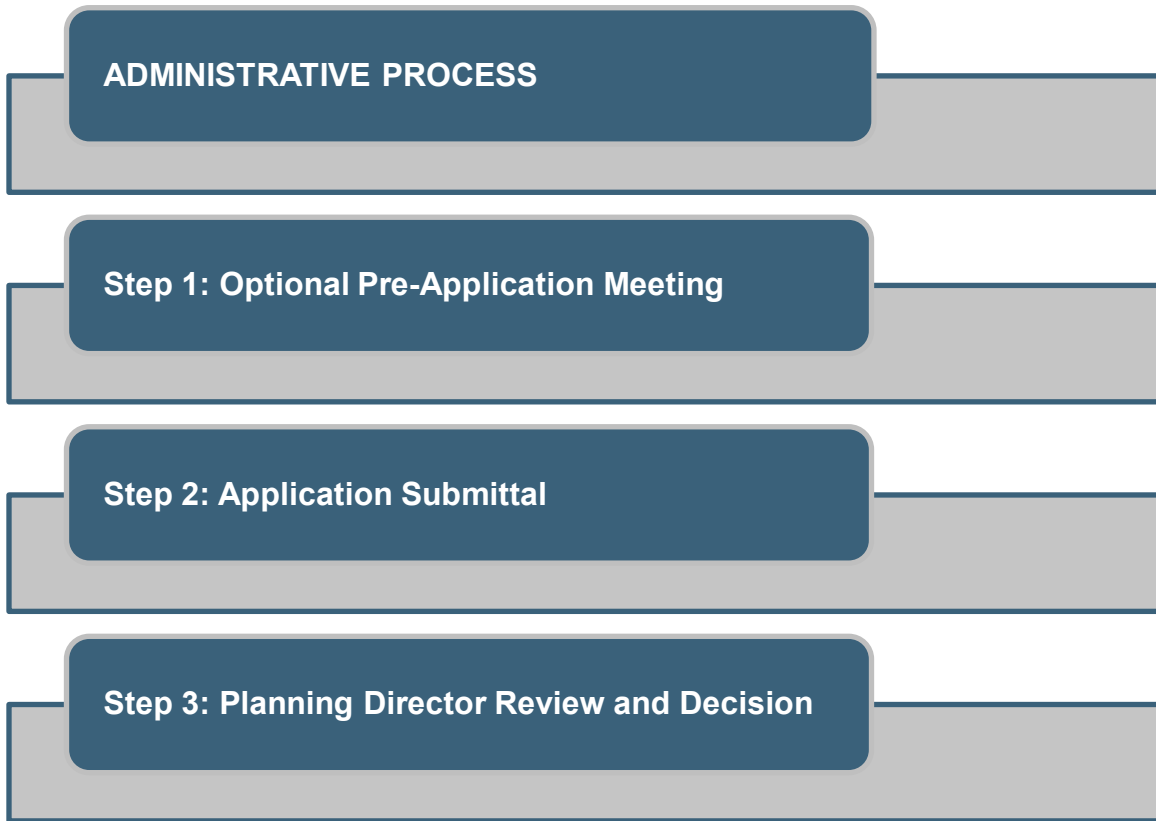 ADMINISTRATIVE PROCESS
Step 1: Optional Pre-Application Meeting
Step 2: Application Submittal
Step 3: Planning Director Review and Decision